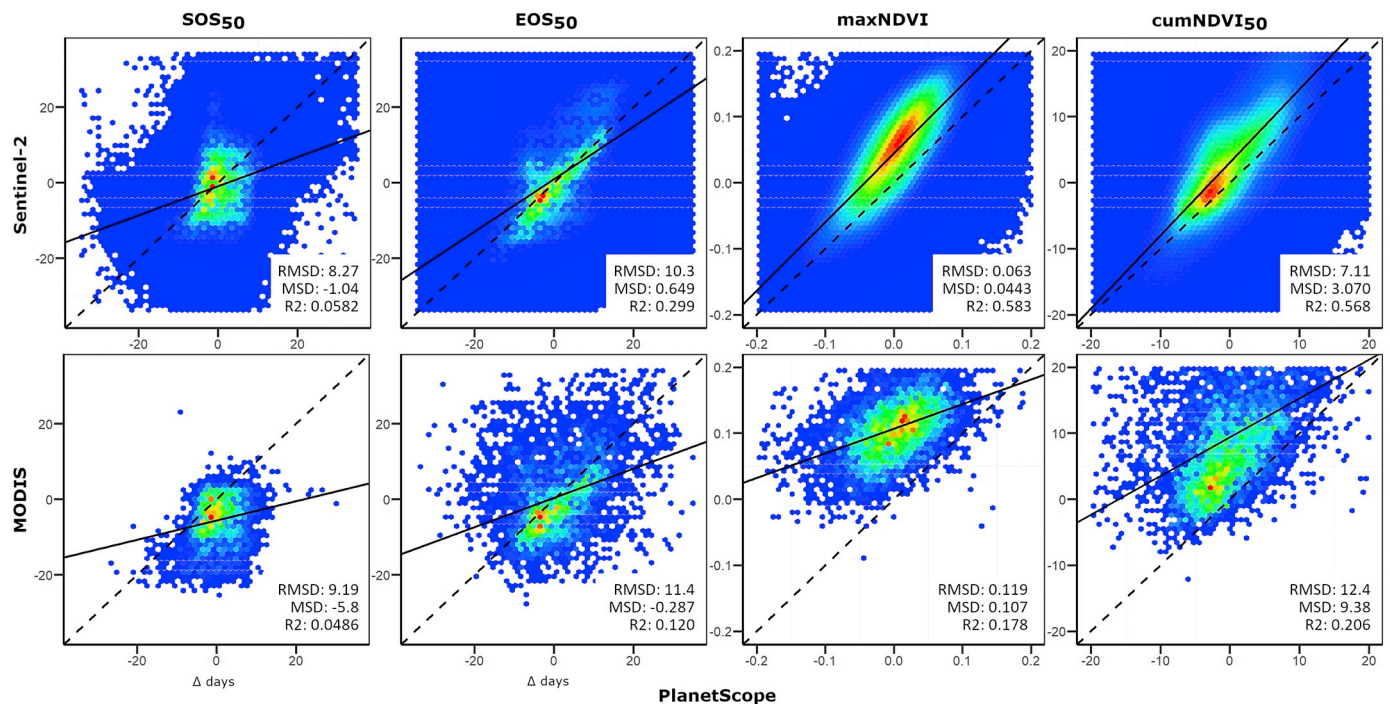 SOS50 EOS50 maxNDVI cumNDVI50
Sentinel-2
20
0
-20
RMSD: 8.27
MSD: -1.04
R2: 0.0582
-20 0 20
20
0
-20
RMSD: 10.3
MSD: 0.649
R2: 0.299
-20 0 20
0.2
0.1
0.0
-0.1
-0.2
RMSD: 0.063
MSD: 0.0443
R2: 0.583
-0.2 -0.1 0.0 0.1 0.2
20
10
0
-10
-20
RMSD: 7.11
MSD: 3.070
R2: 0.568
-20 -10 0 10 20
MODIS
20
0
-20
RMSD: 9.19
MSD: -5.8
R2: 0.0486
-20 0 20
Δ days
20
0
-20
RMSD: 11.4
MSD: -0.287
R2: 0.120
-20 0 20
Δ days
0.2
0.1
0.0
-0.1
-0.2
RMSD: 0.119
MSD: 0.107
R2: 0.178
-0.2 -0.1 0.0 0.1 0.2
20
10
0
-10
-20
RMSD: 12.4
MSD: 9.38
R2: 0.206
-20 -10 0 10 20
PlanetScope